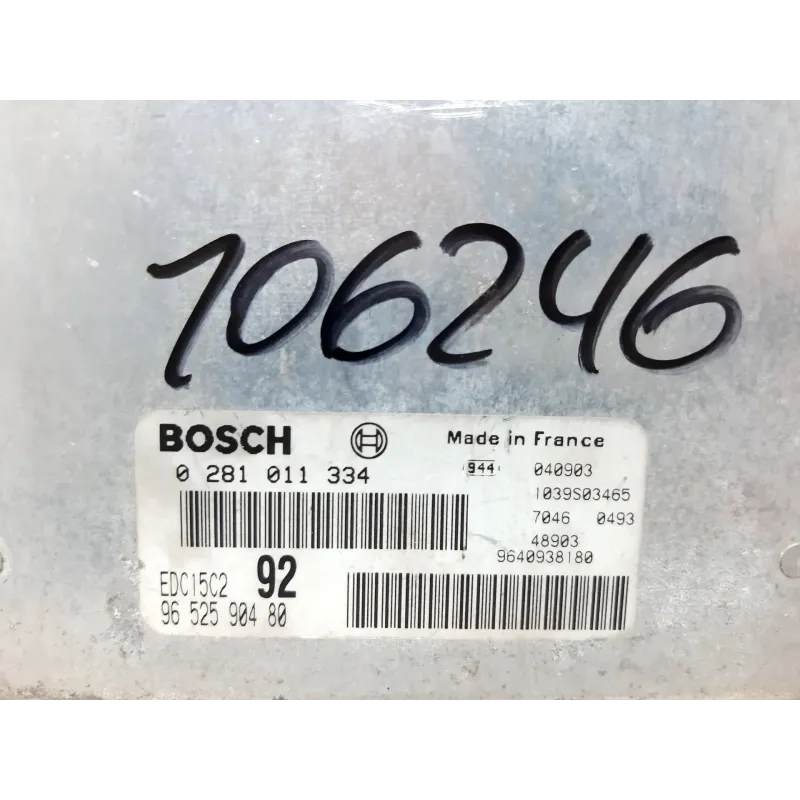 106246
BOSCH Made in France
0 281 011 334 944 040903
1039S03465
7046 0493
48903
9640938180
EDC15C2 92
96 525 904 80